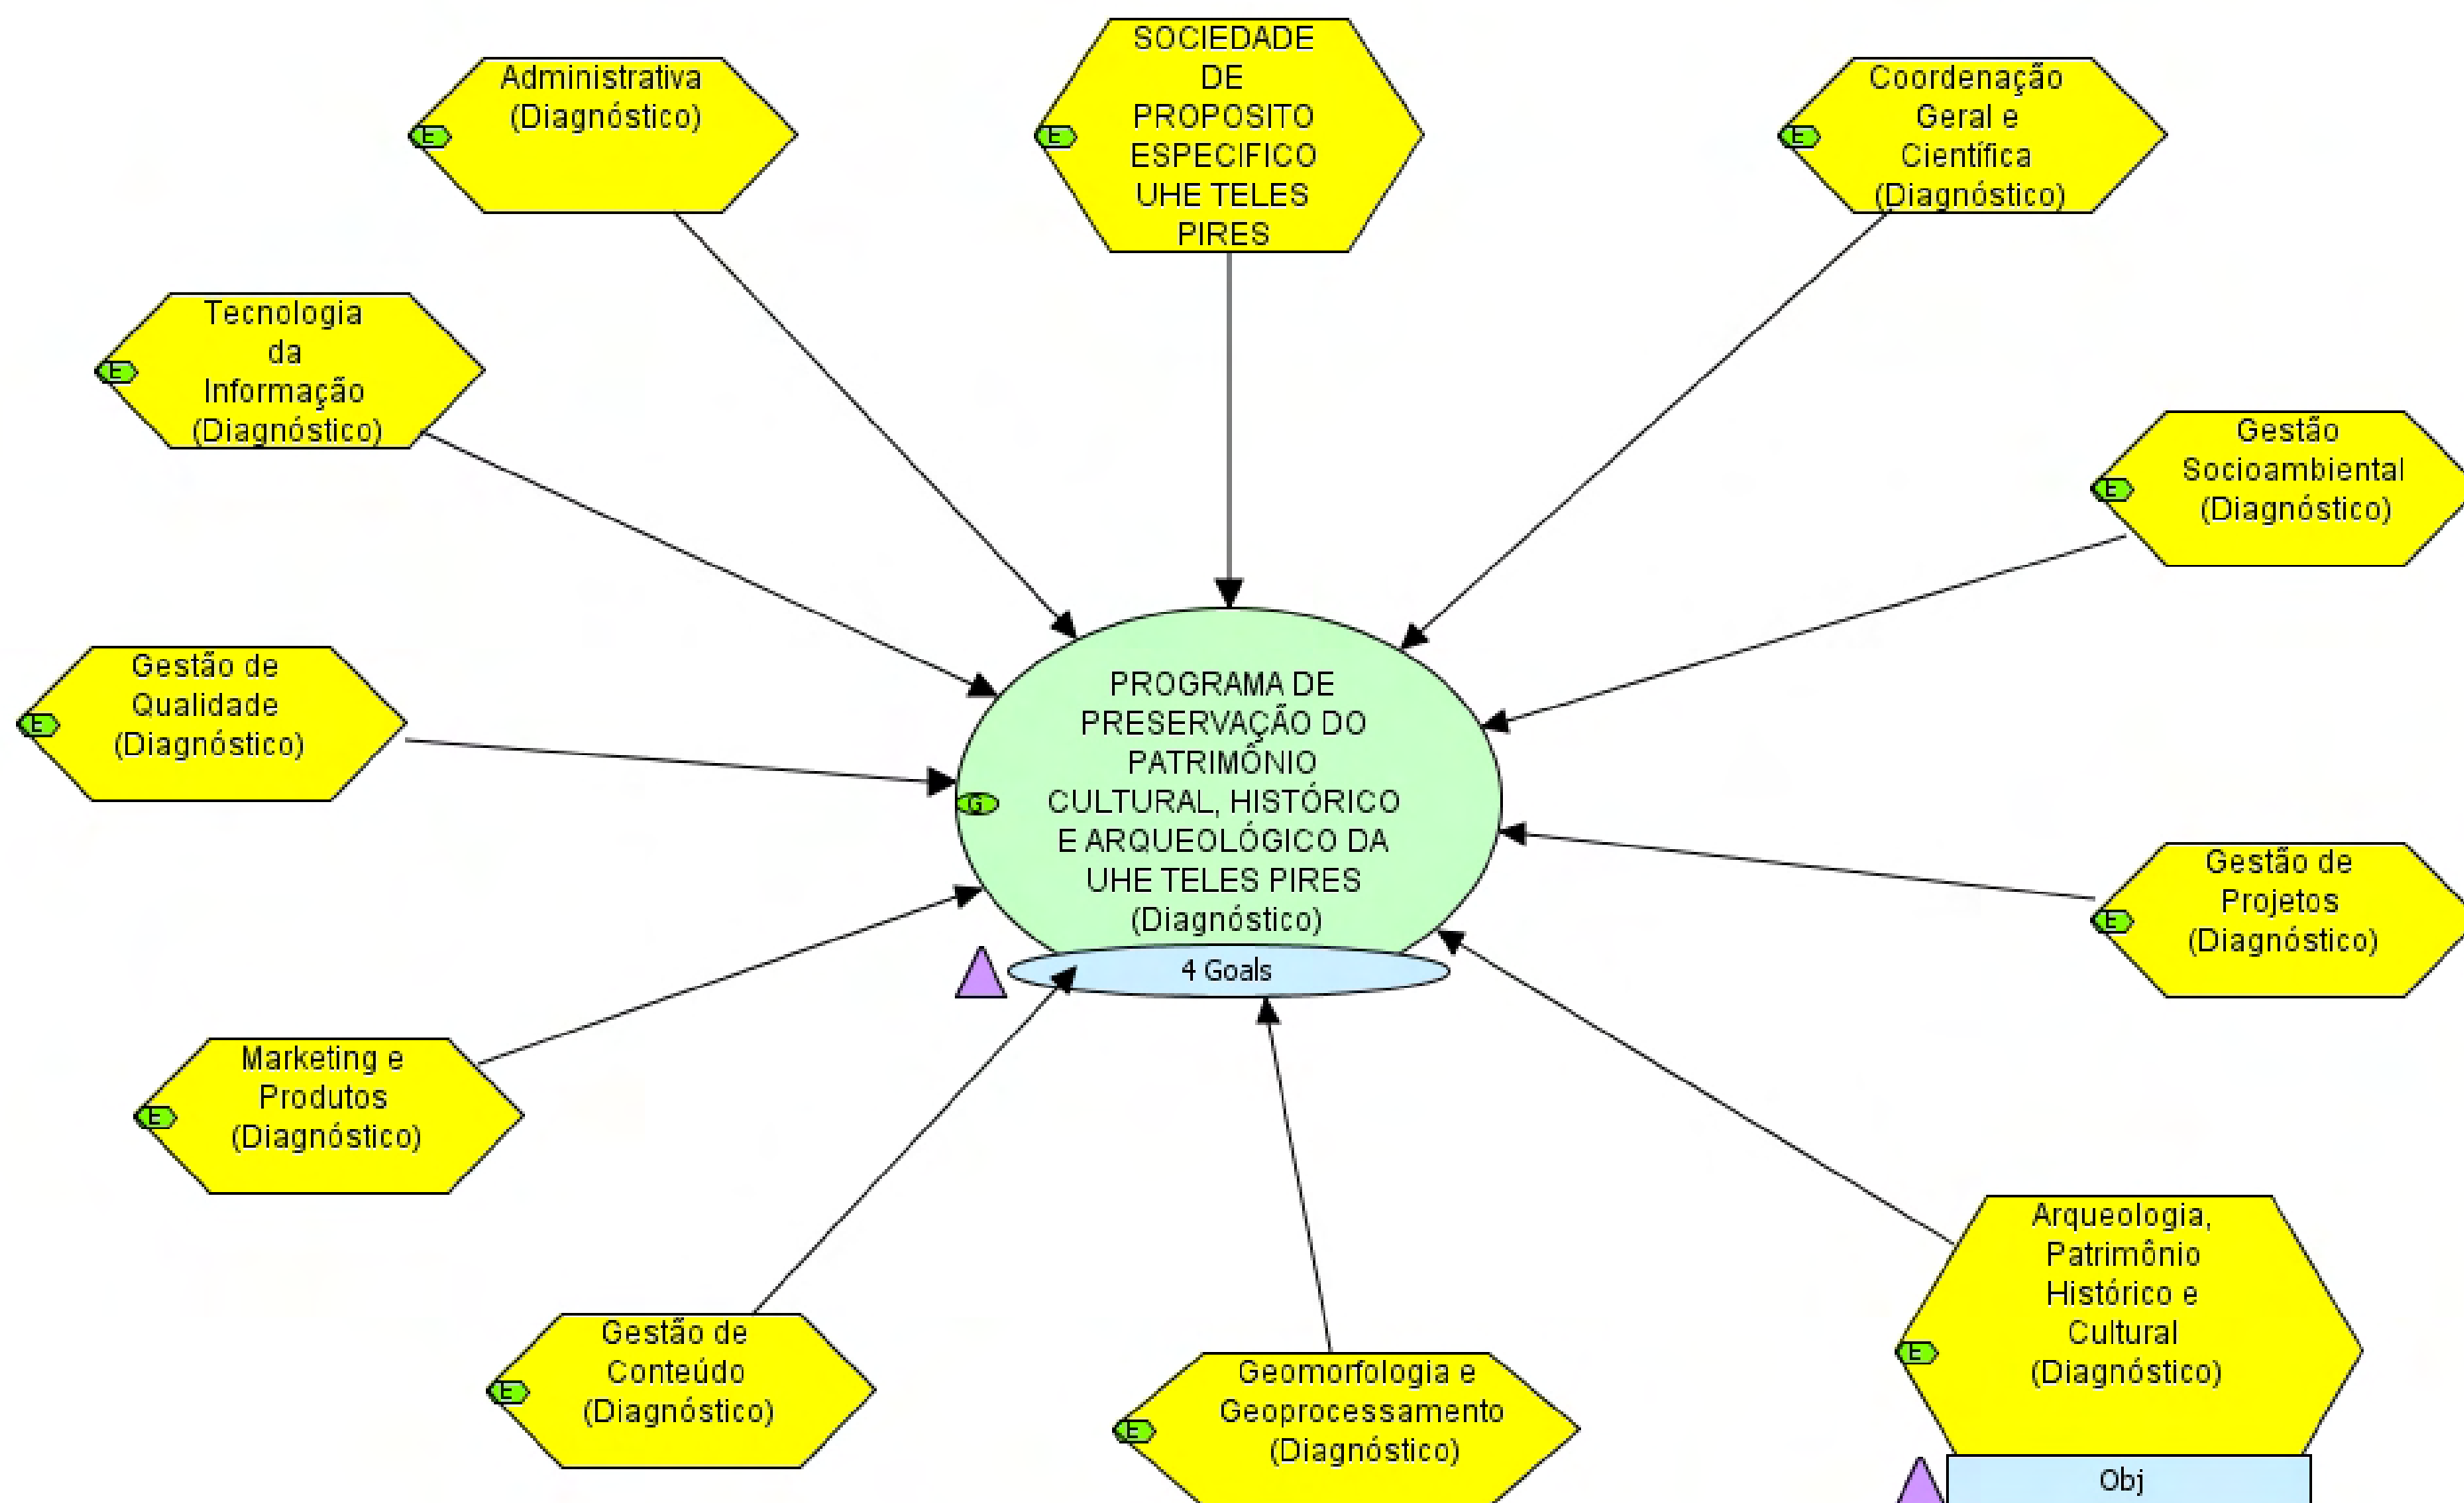 SOCIEDADE
DE
PROPOSITO
ESPECIFICO
UHE TELES
PIRES
E
Administrativa
(Diagnóstico)
E
Coordenação
Geral e
Científica
(Diagnóstico)
E
Tecnologia
da
Informação
(Diagnóstico)
E
Gestão
Socioambiental
(Diagnóstico)
E
Gestão de
Qualidade
(Diagnóstico)
E
PROGRAMA DE
PRESERVAÇÃO DO
PATRIMÔNIO
CULTURAL, HISTÓRICO
E ARQUEOLÓGICO DA
UHE TELES PIRES
(Diagnóstico)
G
4 Goals
Gestão de
Projetos
(Diagnóstico)
E
Marketing e
Produtos
(Diagnóstico)
E
Arqueologia,
Patrimônio
Histórico e
Cultural
(Diagnóstico)
E
Obj
Gestão de
Conteúdo
(Diagnóstico)
E
Geomorfologia e
Geoprocessamento
(Diagnóstico)
E